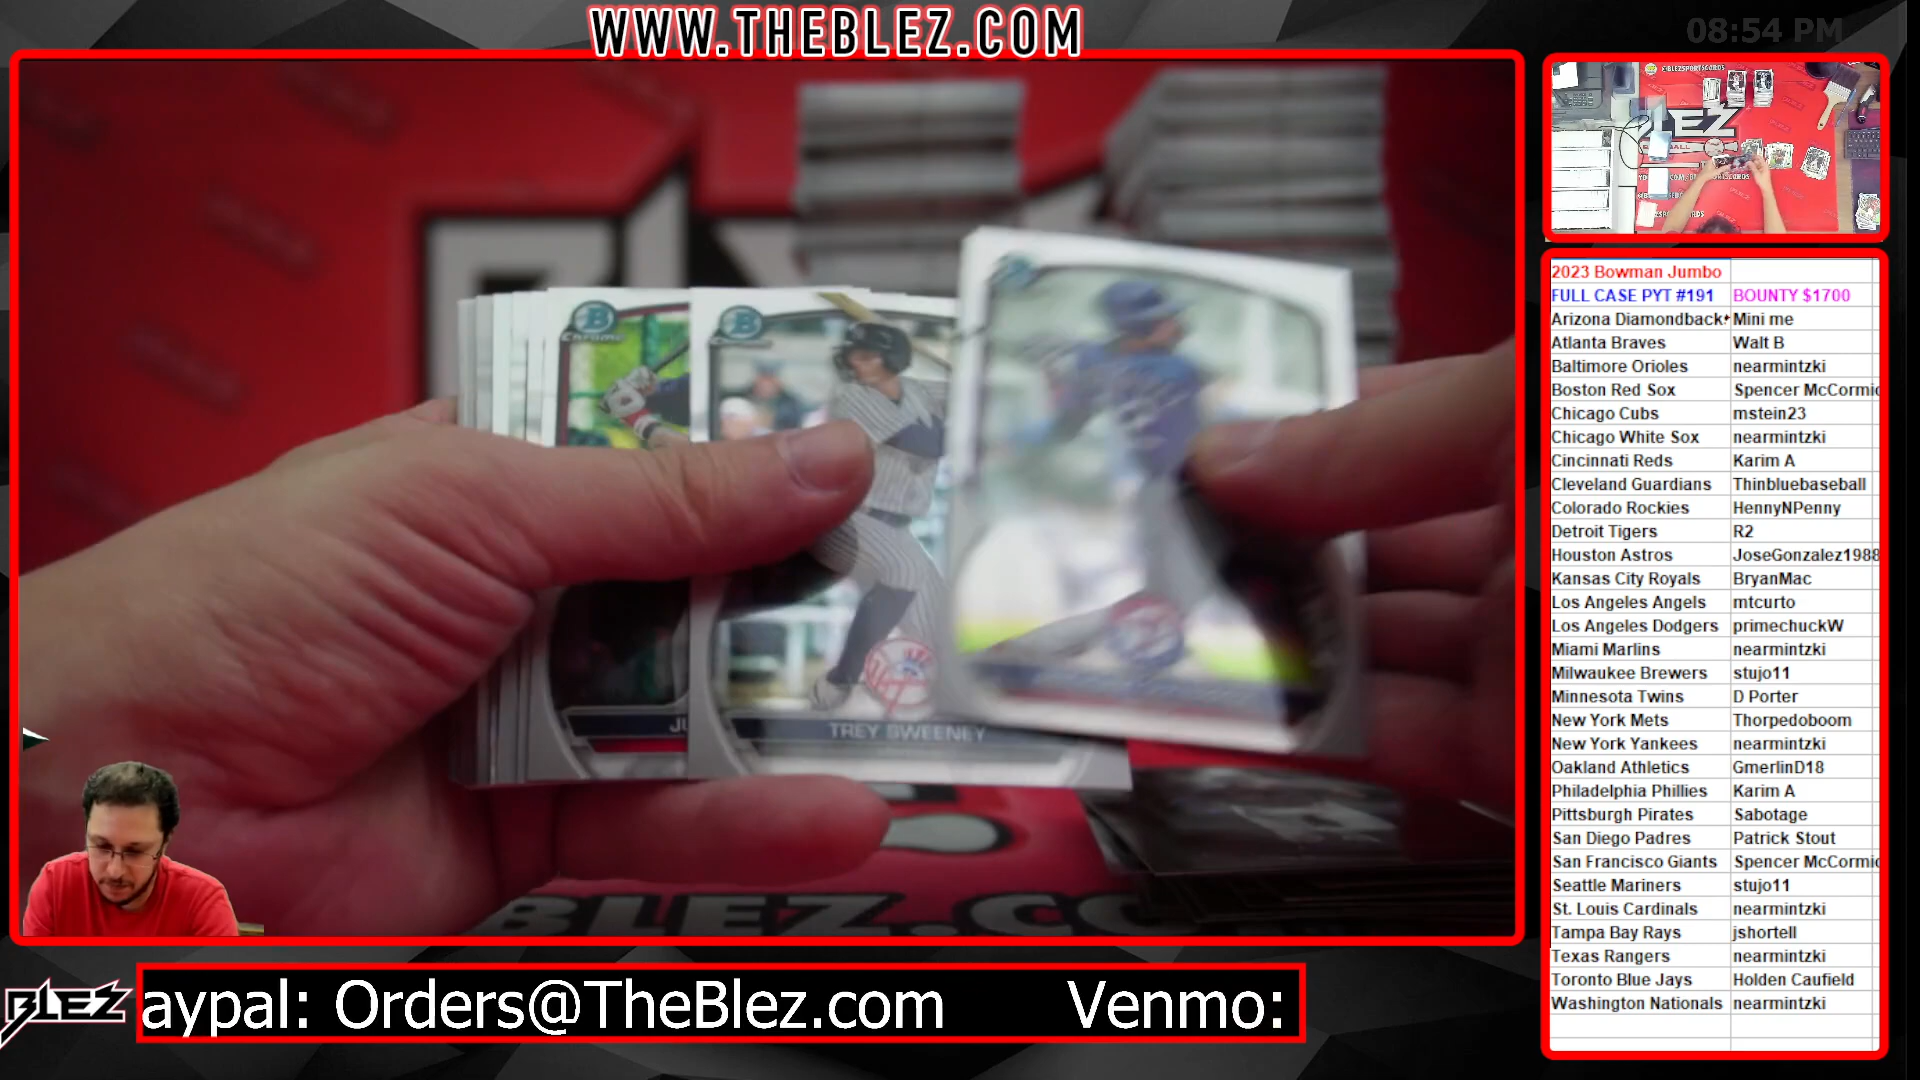 WWW.THEBLEZ.COM
08:54 PM
@BLEZSPORTSCARDS
Chrome
JU
TREY SWEENEY
BLEZ.CO
2023 Bowman Jumbo
FULL CASE PYT #191 BOUNTY $1700
Arizona Diamondback Mini me
Atlanta Braves Walt B
Baltimore Orioles nearmintzki
Boston Red Sox Spencer McCormic
Chicago Cubs mstein23
Chicago White Sox nearmintzki
Cincinnati Reds Karim A
Cleveland Guardians Thinbluebaseball
Colorado Rockies HennyNPenny
Detroit Tigers R2
Houston Astros JoseGonzalez1988
Kansas City Royals BryanMac
Los Angeles Angels mtcurto
Los Angeles Dodgers primechuckW
Miami Marlins nearmintzki
Milwaukee Brewers stujo11
Minnesota Twins D Porter
New York Mets Thorpedoboom
New York Yankees nearmintzki
Oakland Athletics GmerlinD18
Philadelphia Phillies Karim A
Pittsburgh Pirates Sabotage
San Diego Padres Patrick Stout
San Francisco Giants Spencer McCormic
Seattle Mariners stujo11
St. Louis Cardinals nearmintzki
Tampa Bay Rays jshortell
Texas Rangers nearmintzki
Toronto Blue Jays Holden Caufield
Washington Nationals nearmintzki
BLEZ aypal: Orders@TheBlez.com Venmo: